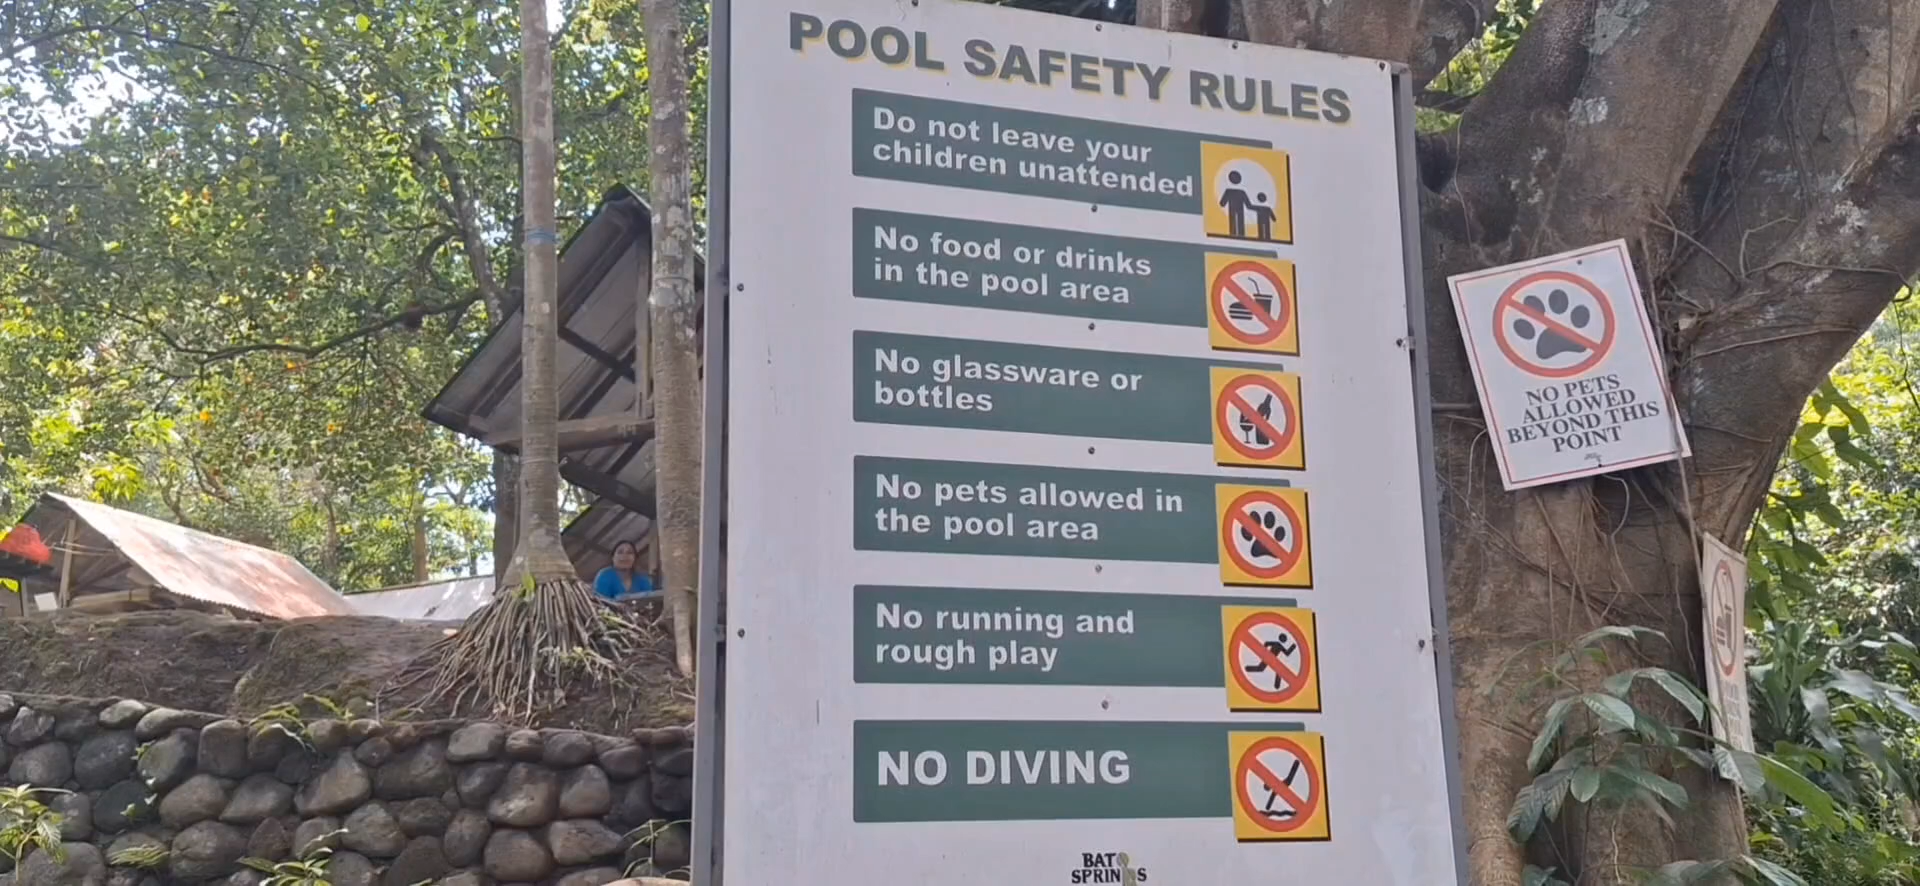 POOL SAFETY RULES
Do not leave your
children unattended
No food or drinks
in the pool area
No glassware or
bottles
No pets allowed in
the pool area
No running and
rough play
NO DIVING
BATO
SPRINGS
NO PETS
ALLOWED
BEYOND THIS
POINT